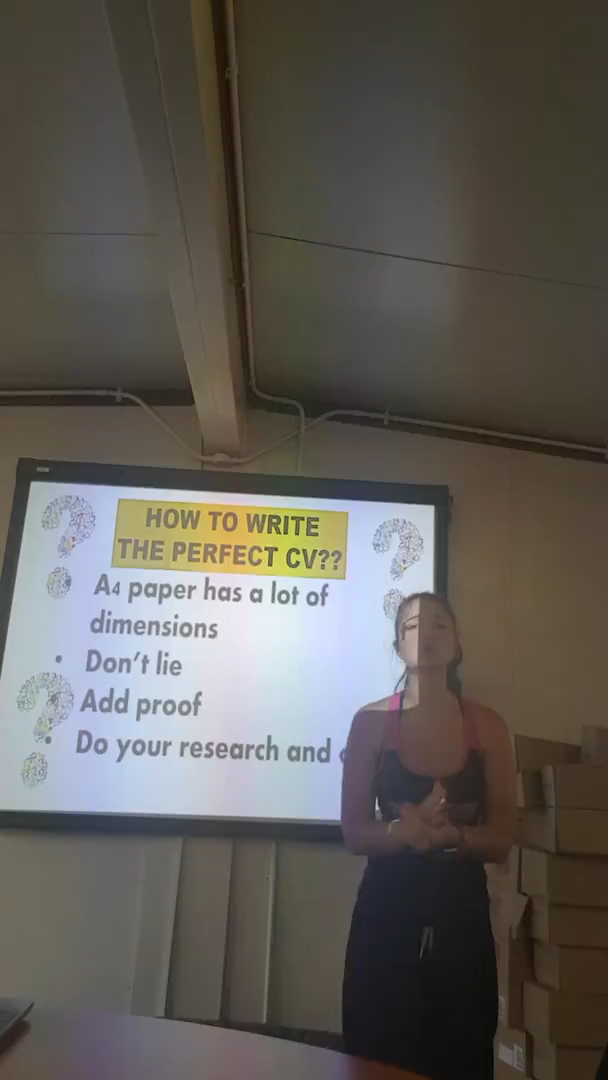 HOW TO WRITE
THE PERFECT CV??
A4 paper has a lot of
dimensions
• Don't lie
Add proof
• Do your research and